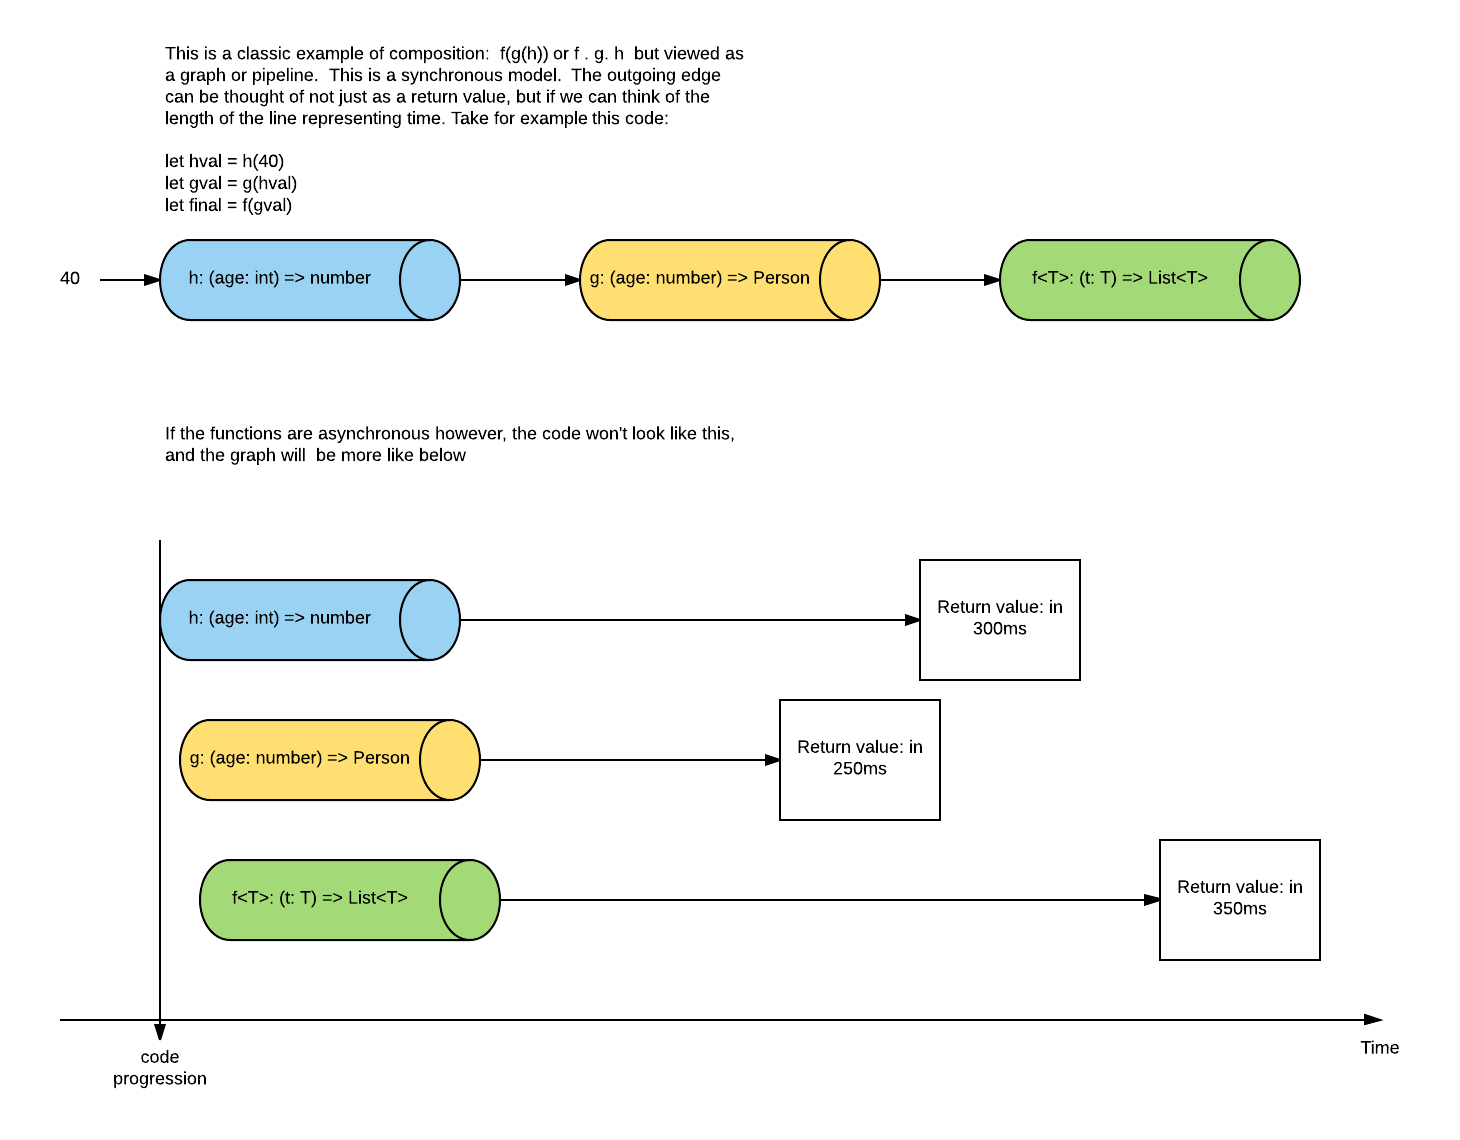 This is a classic example of composition:  f(g(h)) or f . g. h  but viewed as
a graph or pipeline.  This is a synchronous model.  The outgoing edge
can be thought of not just as a return value, but if we can think of the
length of the line representing time. Take for example this code:
let hval = h(40)
let gval = g(hval)
let final = f(gval)
40
h: (age: int) => number
g: (age: number) => Person
f<T>: (t: T) => List<T>
If the functions are asynchronous however, the code won't look like this,
and the graph will  be more like below
h: (age: int) => number
Return value: in
300ms
g: (age: number) => Person
Return value: in
250ms
f<T>: (t: T) => List<T>
Return value: in
350ms
Time
code
progression